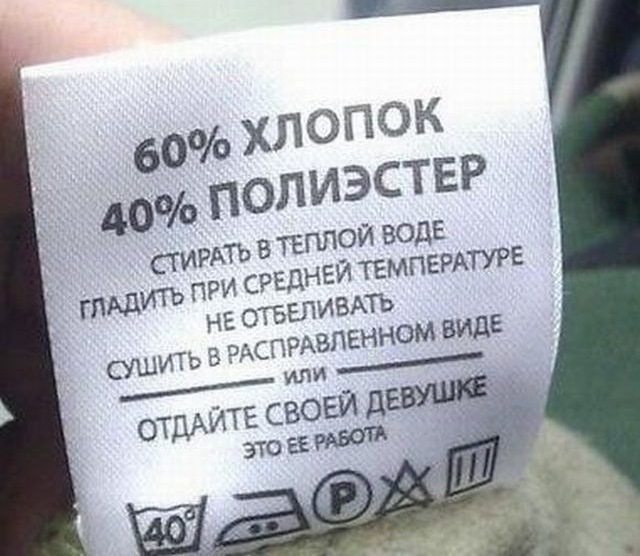 60% ХЛОПОК
40% ПОЛИЭСТЕР
СТИРАТЬ В ТЕПЛОЙ ВОДЕ
ГЛАДИТЬ ПРИ СРЕДНЕЙ ТЕМПЕРАТУРЕ
НЕ ОТБЕЛИВАТЬ
СУШИТЬ В РАСПРАВЛЕННОМ ВИДЕ
ИЛИ
ОТДАЙТЕ СВОЕЙ ДЕВУШКЕ
ЭТО ЕЕ РАБОТА
40° P